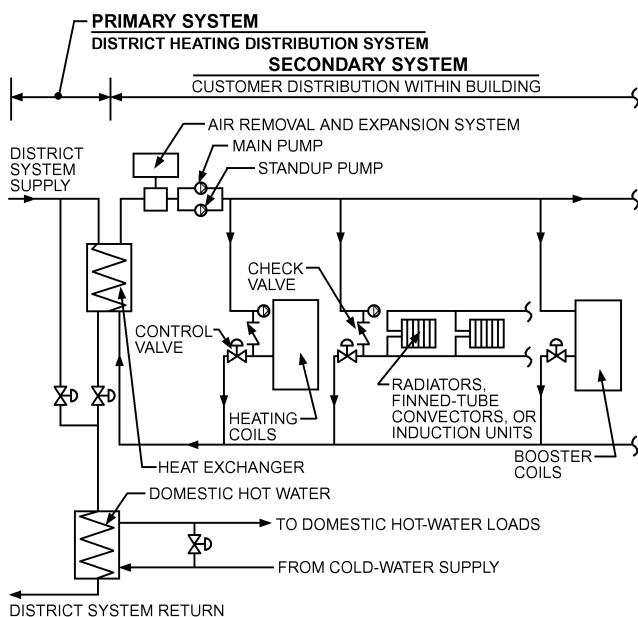 PRIMARY SYSTEM
DISTRICT HEATING DISTRIBUTION SYSTEM
SECONDARY SYSTEM
CUSTOMER DISTRIBUTION WITHIN BUILDING
AIR REMOVAL AND EXPANSION SYSTEM
MAIN PUMP
STANDUP PUMP
DISTRICT
SYSTEM
SUPPLY
CHECK
VALVE
CONTROL
VALVE
HEATING
COILS
RADIATORS,
FINNED-TUBE
CONVECTORS, OR
INDUCTION UNITS
BOOSTER
COILS
HEAT EXCHANGER
DOMESTIC HOT WATER
TO DOMESTIC HOT-WATER LOADS
FROM COLD-WATER SUPPLY
DISTRICT SYSTEM RETURN